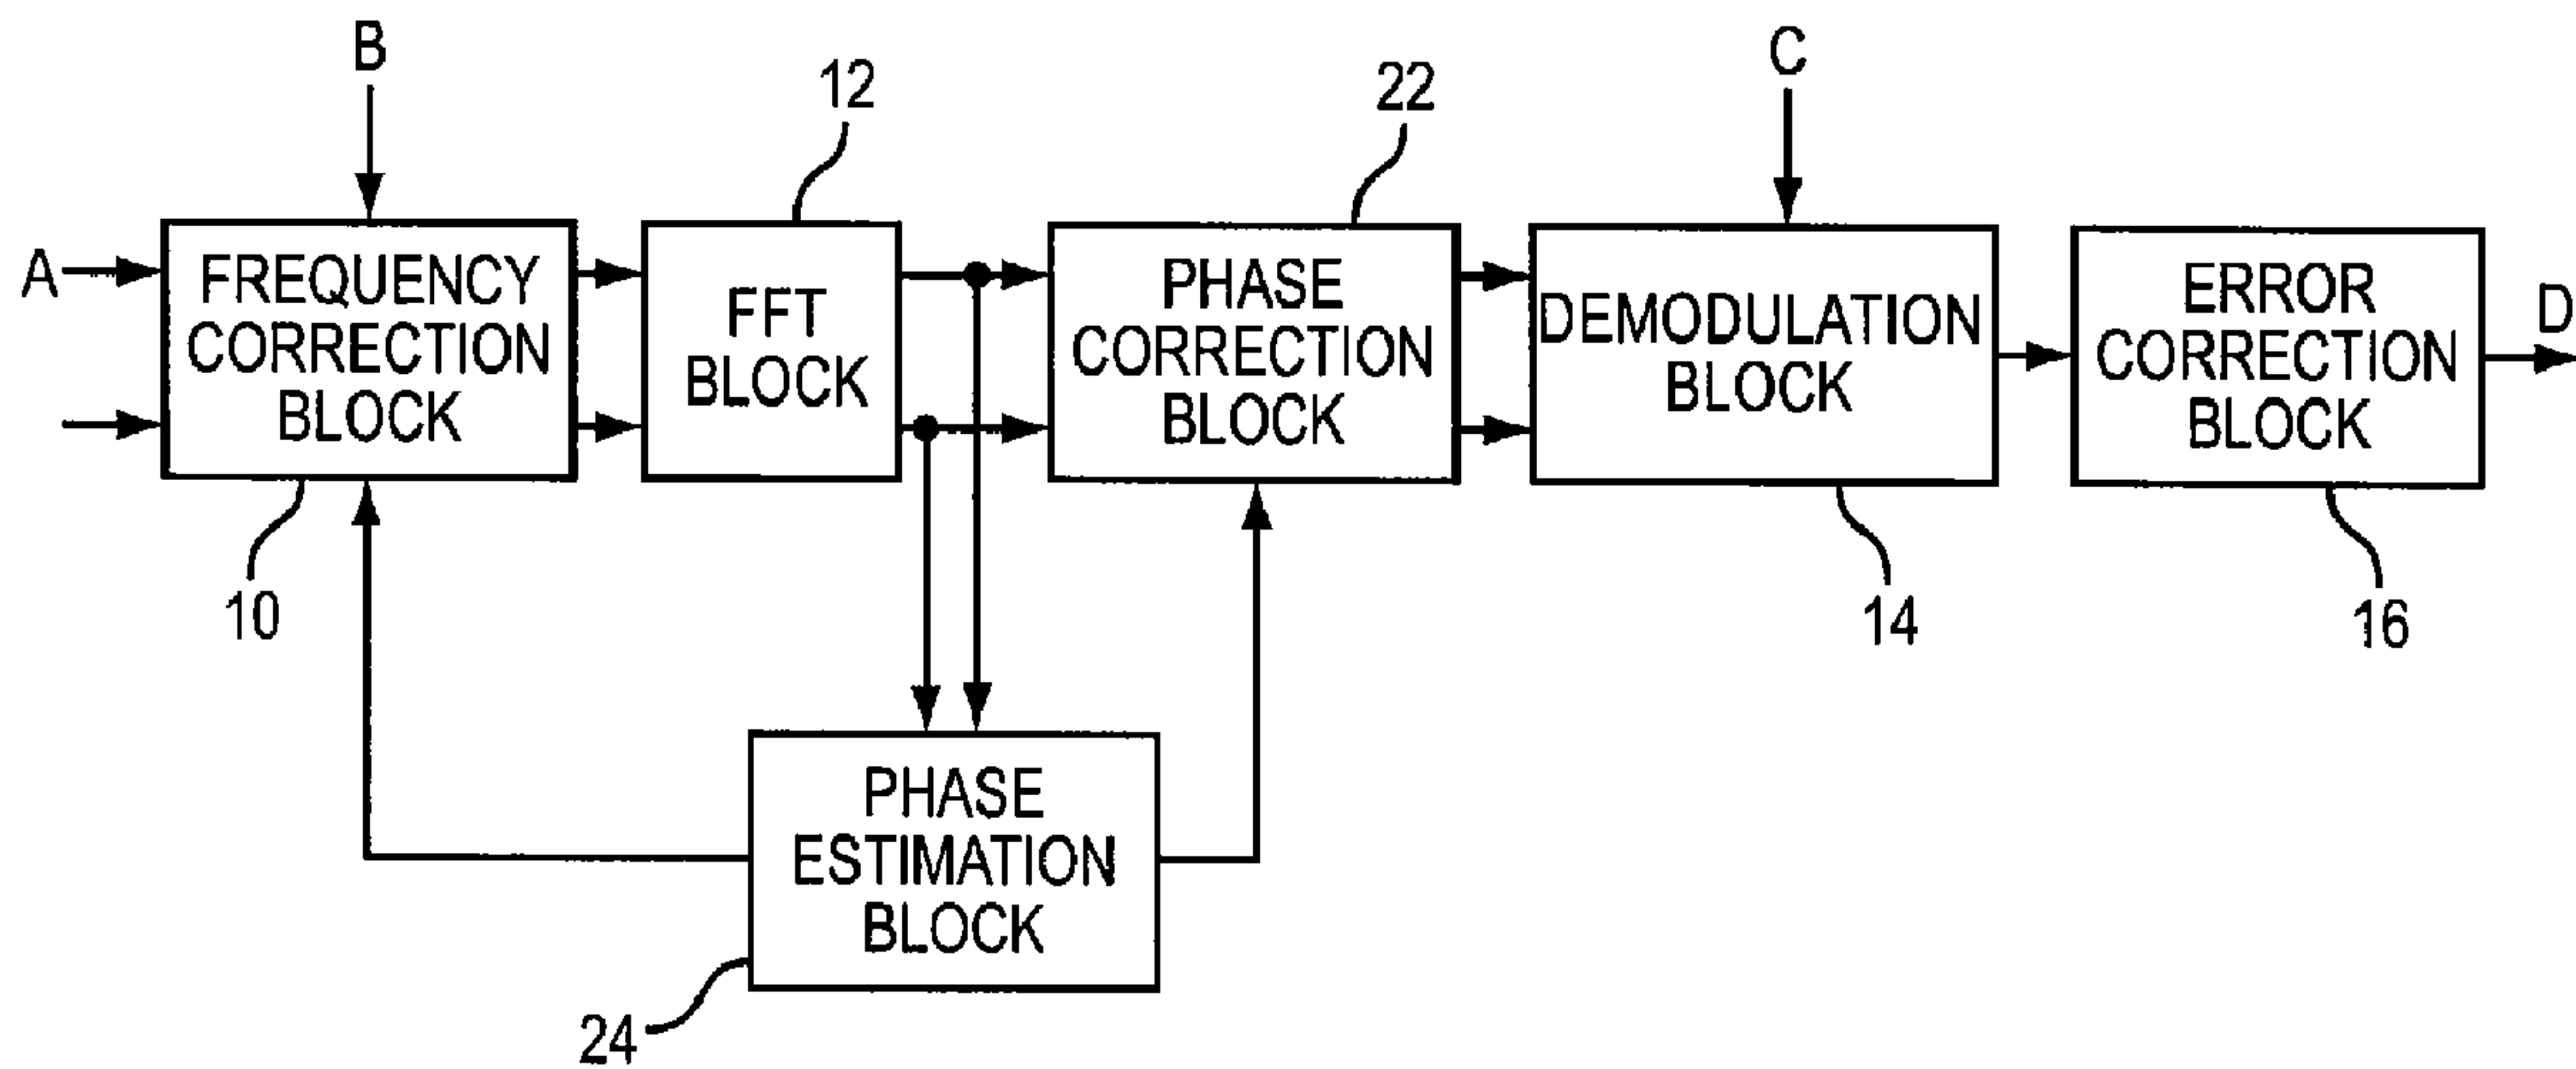 B
12
22
C
A
FREQUENCY
CORRECTION
BLOCK
FFT
BLOCK
PHASE
CORRECTION
BLOCK
DEMODULATION
BLOCK
ERROR
CORRECTION
BLOCK
D
10
14
16
PHASE
ESTIMATION
BLOCK
24